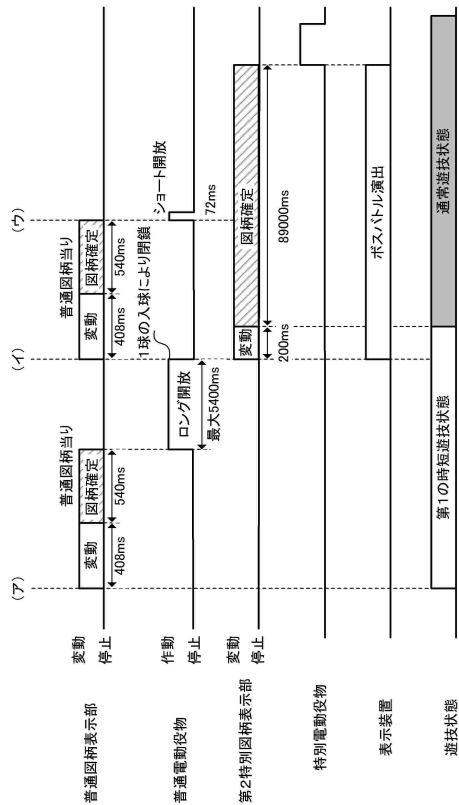 (ア)
(イ)
(ウ)
普通図柄表示部
変動
停止
普通図柄当り
変動
図柄確定
408ms
540ms
普通図柄当り
変動
図柄確定
408ms
540ms
普通電動役物
作動
停止
ロング開放
最大5400ms
1球の入球により閉鎖
ショート開放
72ms
第2特別図柄表示部
変動
停止
変動
図柄確定
200ms
89000ms
特別電動役物
表示装置
ボスバトル演出
遊技状態
第1の時短遊技状態
通常遊技状態